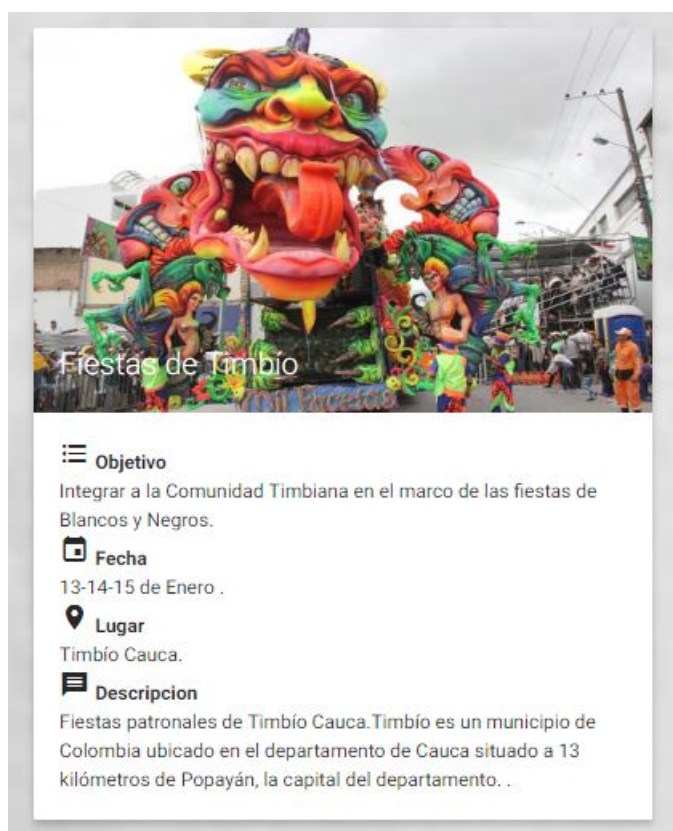 Fiestas de Timbío
Objetivo
Integrar a la Comunidad Timbiana en el marco de las fiestas de
Blancos y Negros.
Fecha
13-14-15 de Enero .
Lugar
Timbío Cauca.
Descripcion
Fiestas patronales de Timbío Cauca.Timbío es un municipio de
Colombia ubicado en el departamento de Cauca situado a 13
kilómetros de Popayán, la capital del departamento. .